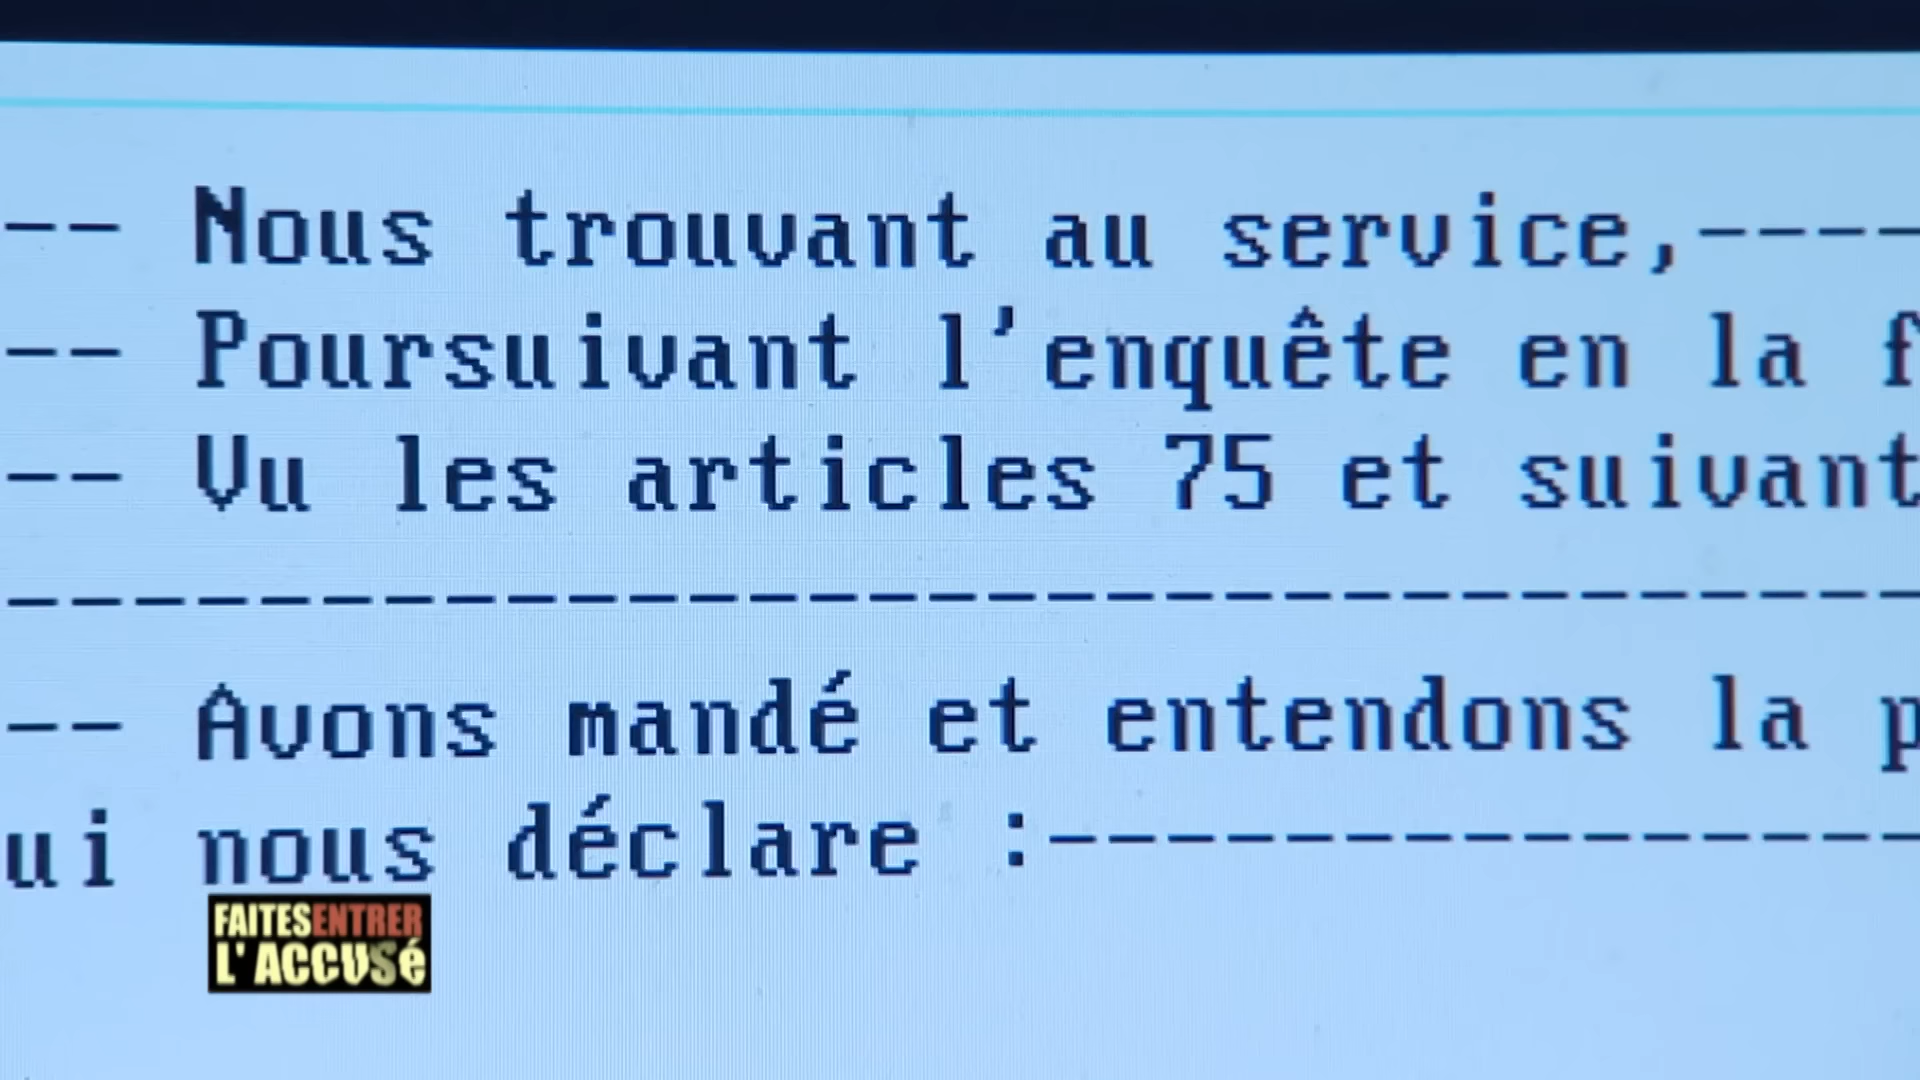 -- Nous trouvant au service,----
-- Poursuivant l'enquête en la f
-- Vu les articles 75 et suivant
--------------------------------
-- Avons mandé et entendons la p
ui nous déclare :---------------
FAITES ENTRER
L'ACCUSé